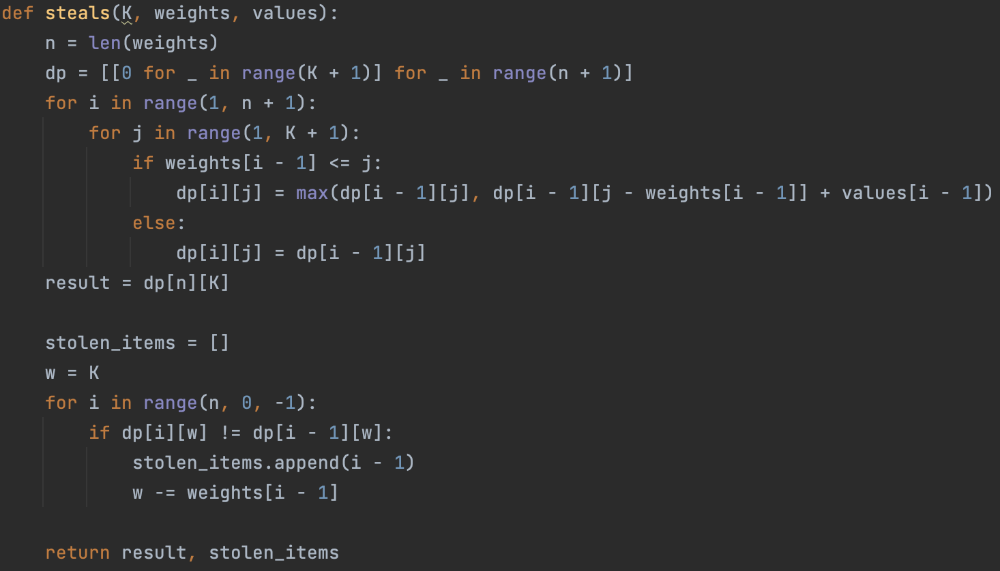 def steals(K, weights, values):
    n = len(weights)
    dp = [[0 for _ in range(K + 1)] for _ in range(n + 1)]
    for i in range(1, n + 1):
        for j in range(1, K + 1):
            if weights[i - 1] <= j:
                dp[i][j] = max(dp[i - 1][j], dp[i - 1][j - weights[i - 1]] + values[i - 1])
            else:
                dp[i][j] = dp[i - 1][j]
    result = dp[n][K]

    stolen_items = []
    w = K
    for i in range(n, 0, -1):
        if dp[i][w] != dp[i - 1][w]:
            stolen_items.append(i - 1)
            w -= weights[i - 1]

    return result, stolen_items